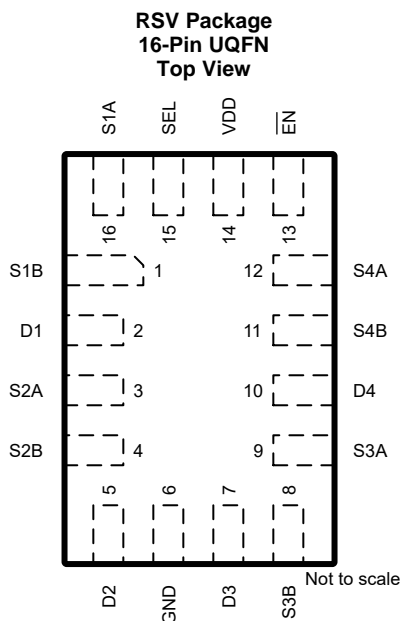 RSV Package
16-Pin UQFN
Top View
S1A
SEL
VDD
EN
16
15
14
13
S1B
1
12
S4A
D1
2
11
S4B
S2A
3
10
D4
S2B
4
9
S3A
5
6
7
8
Not to scale
D2
GND
D3
S3B